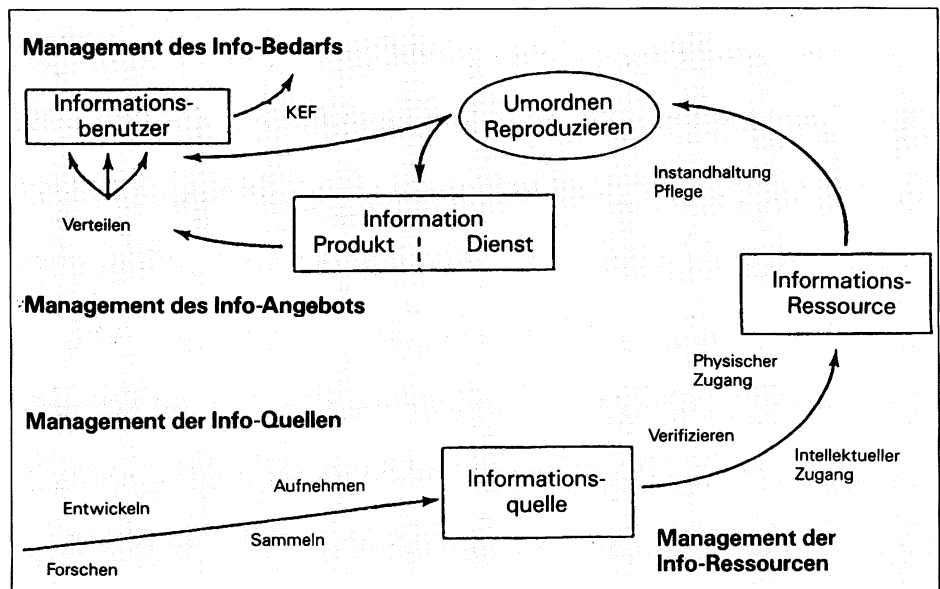 Management des Info-Bedarfs
Informations-
benutzer
KEF
Umordnen
Reproduzieren
Instandhaltung
Pflege
Verteilen
Information
Produkt Dienst
Informations-
Ressource
Management des Info-Angebots
Physischer
Zugang
Management der Info-Quellen
Verifizieren
Intellektueller
Zugang
Informations-
quelle
Aufnehmen
Entwickeln
Sammeln
Forschen
Management der
Info-Ressourcen